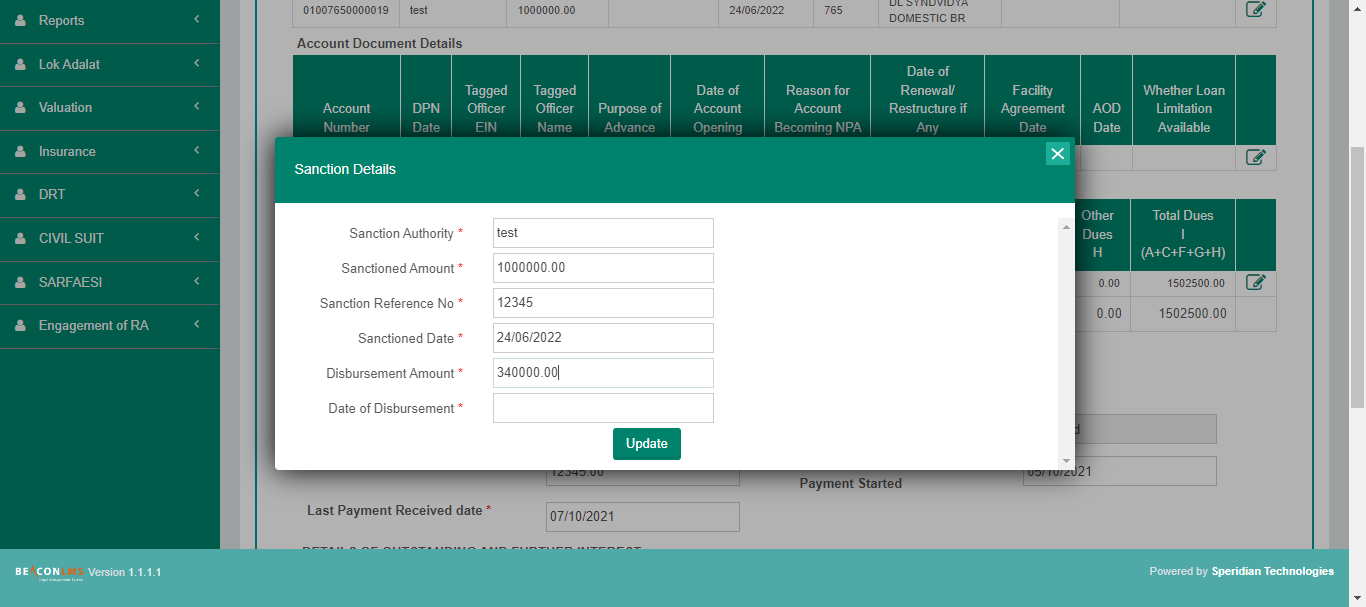 Reports
Lok Adalat
Valuation
Insurance
DRT
CIVIL SUIT
SARFAESI
Engagement of RA
01007650000019 test 1000000.00 24/06/2022 765 DL SYNDVIDYA
DOMESTIC BR
Account Document Details
Account
Number
DPN
Date
Tagged
Officer
EIN
Tagged
Officer
Name
Purpose of
Advance
Date of
Account
Opening
Reason for
Account
Becoming NPA
Date of
Renewal/
Restructure if
Any
Facility
Agreement
Date
AOD
Date
Whether Loan
Limitation
Available
Sanction Details
Sanction Authority * test
Sanctioned Amount * 1000000.00
Sanction Reference No * 12345
Sanctioned Date * 24/06/2022
Disbursement Amount * 340000.00
Date of Disbursement *
Update
Other
Dues
H
Total Dues
I
(A+C+F+G+H)
0.00 1502500.00
0.00 1502500.00
d
12345.00
Payment Started 05/10/2021
Last Payment Received date * 07/10/2021
DETAILS OF OUTSTANDING AND FURTHER INTEREST
BEACONLMS Version 1.1.1.1
Powered by Speridian Technologies